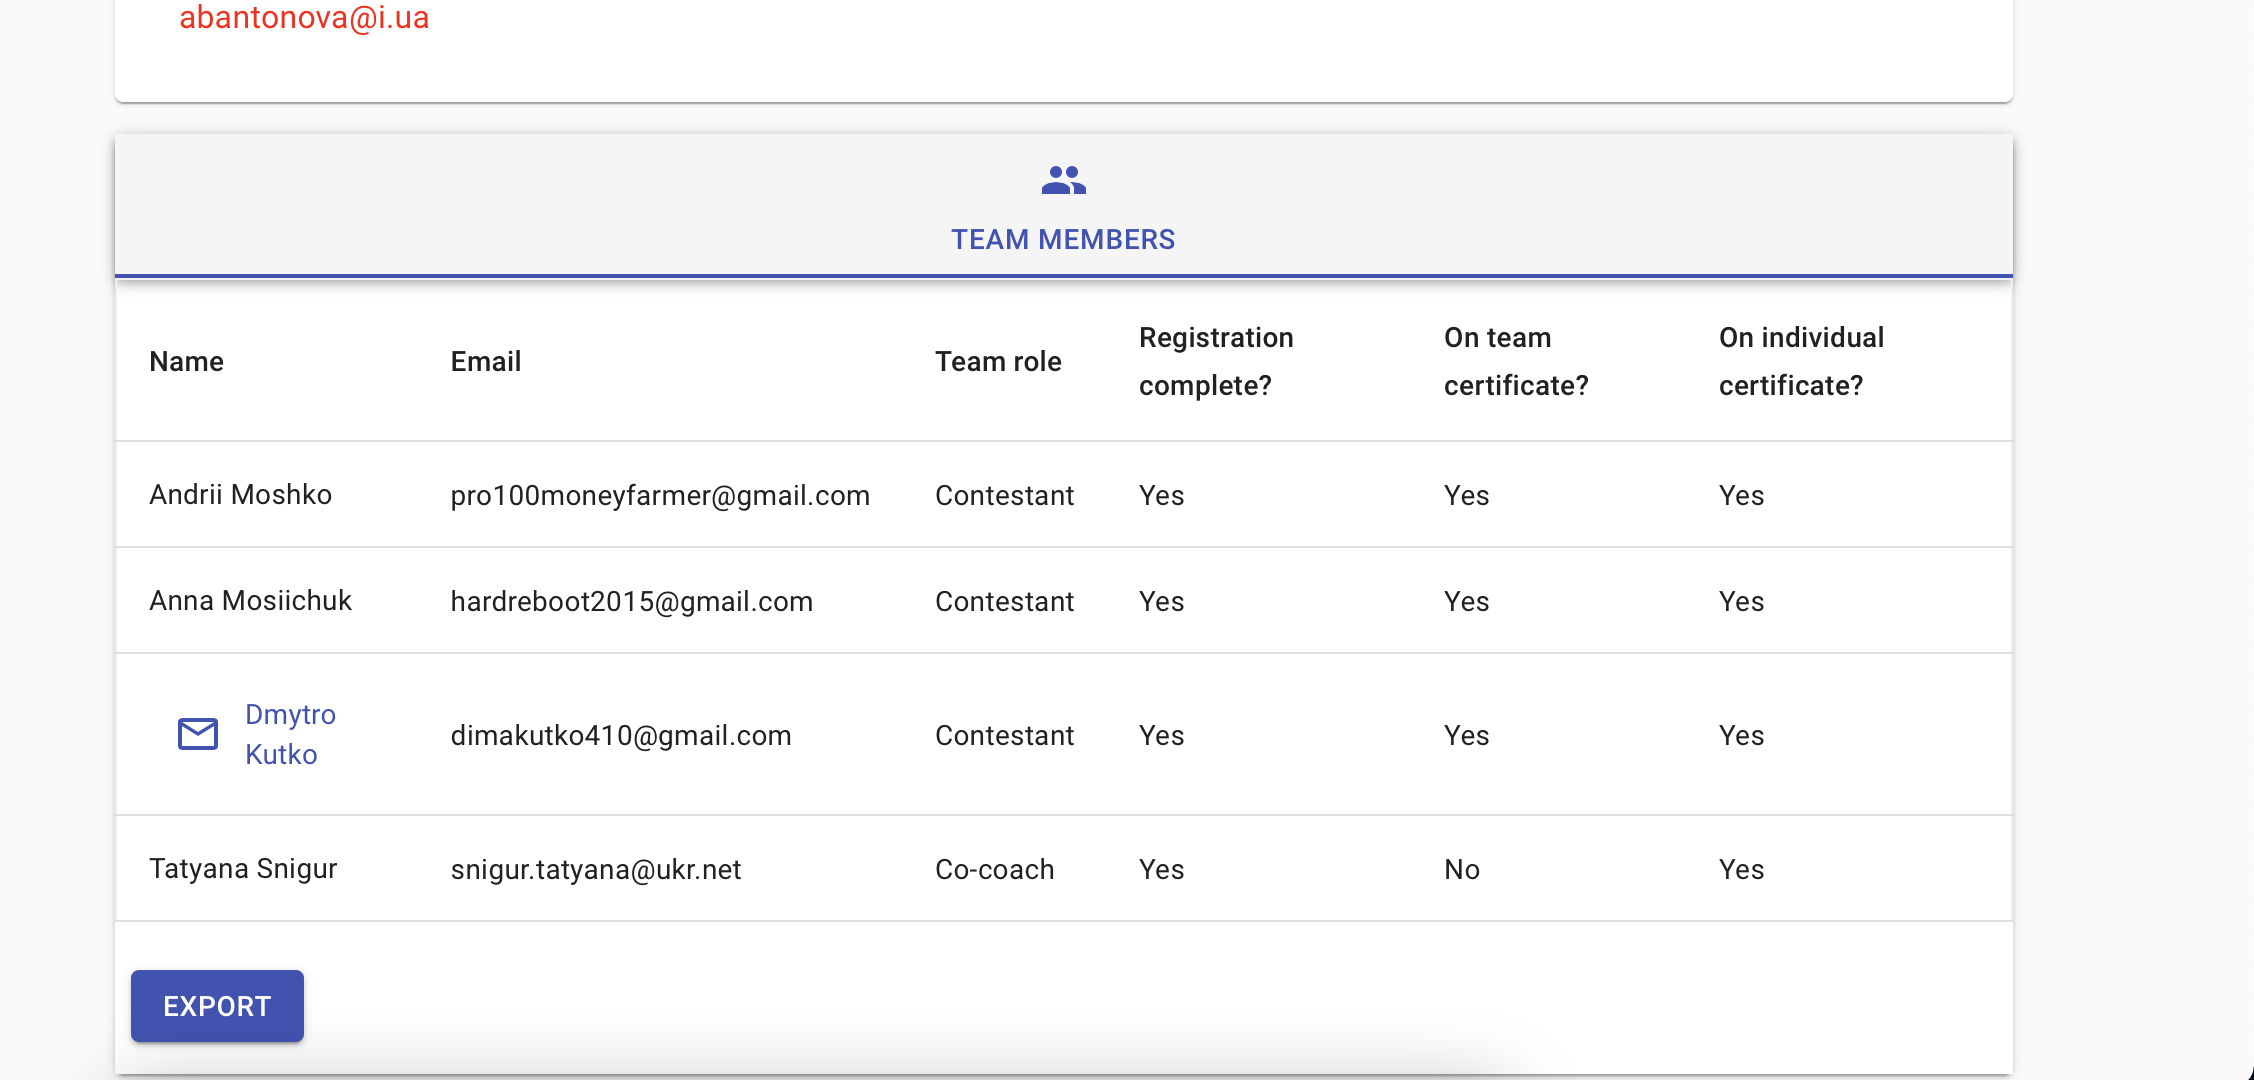 abantonova@i.ua
TEAM MEMBERS
Name Email Team role Registration complete? On team certificate? On individual certificate?
Andrii Moshko pro100moneyfarmer@gmail.com Contestant Yes Yes Yes
Anna Mosiichuk hardreboot2015@gmail.com Contestant Yes Yes Yes
Dmytro Kutko dimakutko410@gmail.com Contestant Yes Yes Yes
Tatyana Snigur snigur.tatyana@ukr.net Co-coach Yes No Yes
EXPORT